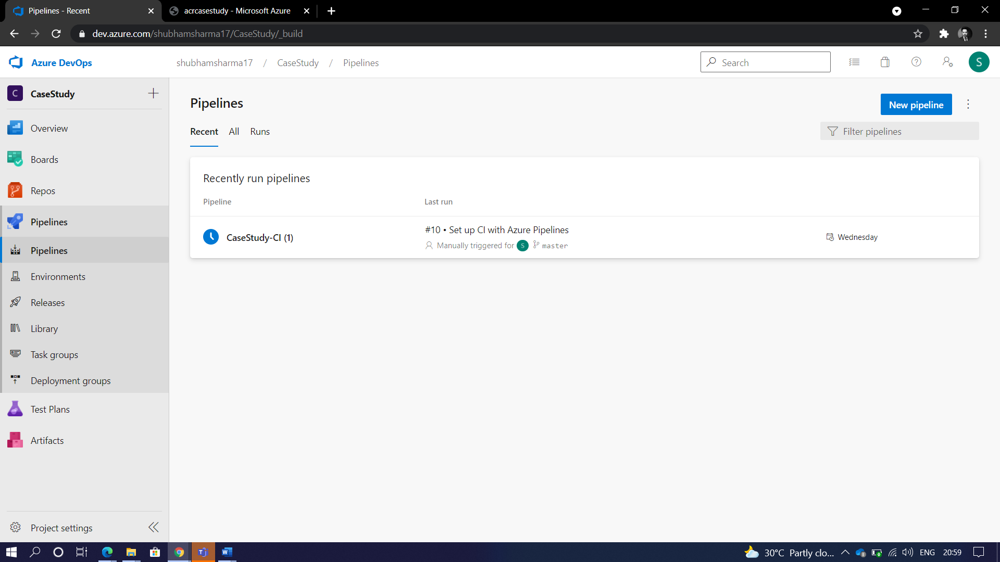 Pipelines - Recent
acrcasestudy - Microsoft Azure
dev.azure.com/shubhamsharma17/CaseStudy/_build
Azure DevOps
shubhamsharma17 / CaseStudy / Pipelines
Search
S
C CaseStudy
Overview
Boards
Repos
Pipelines
Pipelines
Environments
Releases
Library
Task groups
Deployment groups
Test Plans
Artifacts
Project settings
Pipelines
New pipeline
Recent All Runs
Filter pipelines
Recently run pipelines
Pipeline Last run
CaseStudy-CI (1)
#10 • Set up CI with Azure Pipelines
Manually triggered for S master
Wednesday
30°C Partly clo... ENG 20:59